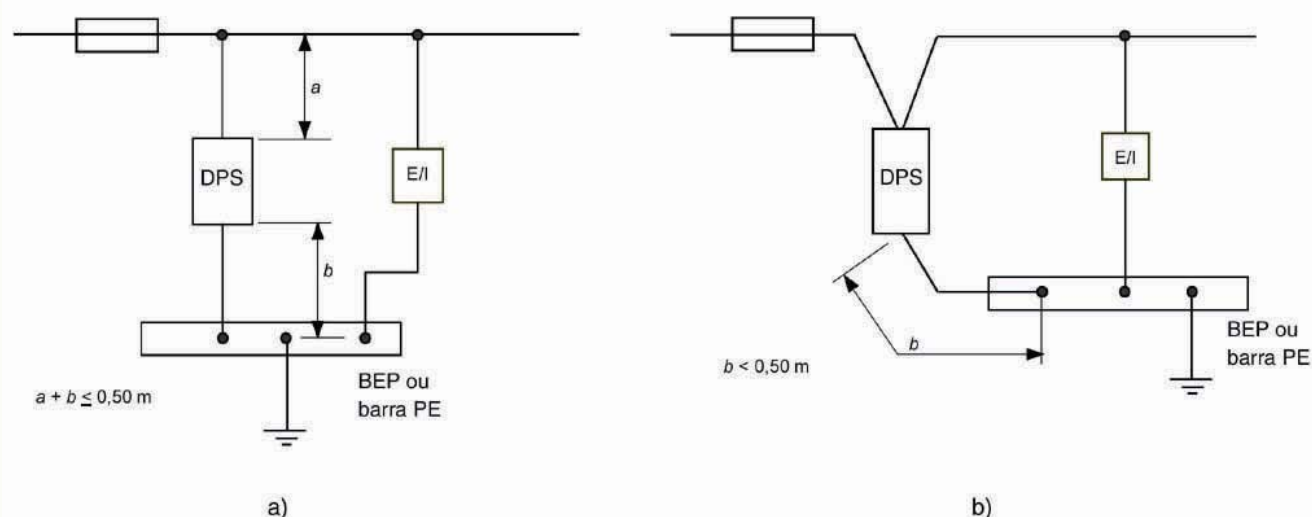 a
DPS
E/I
b
BEP ou
barra PE
a + b ≤ 0,50 m
a)
DPS
E/I
b
BEP ou
barra PE
b < 0,50 m
b)